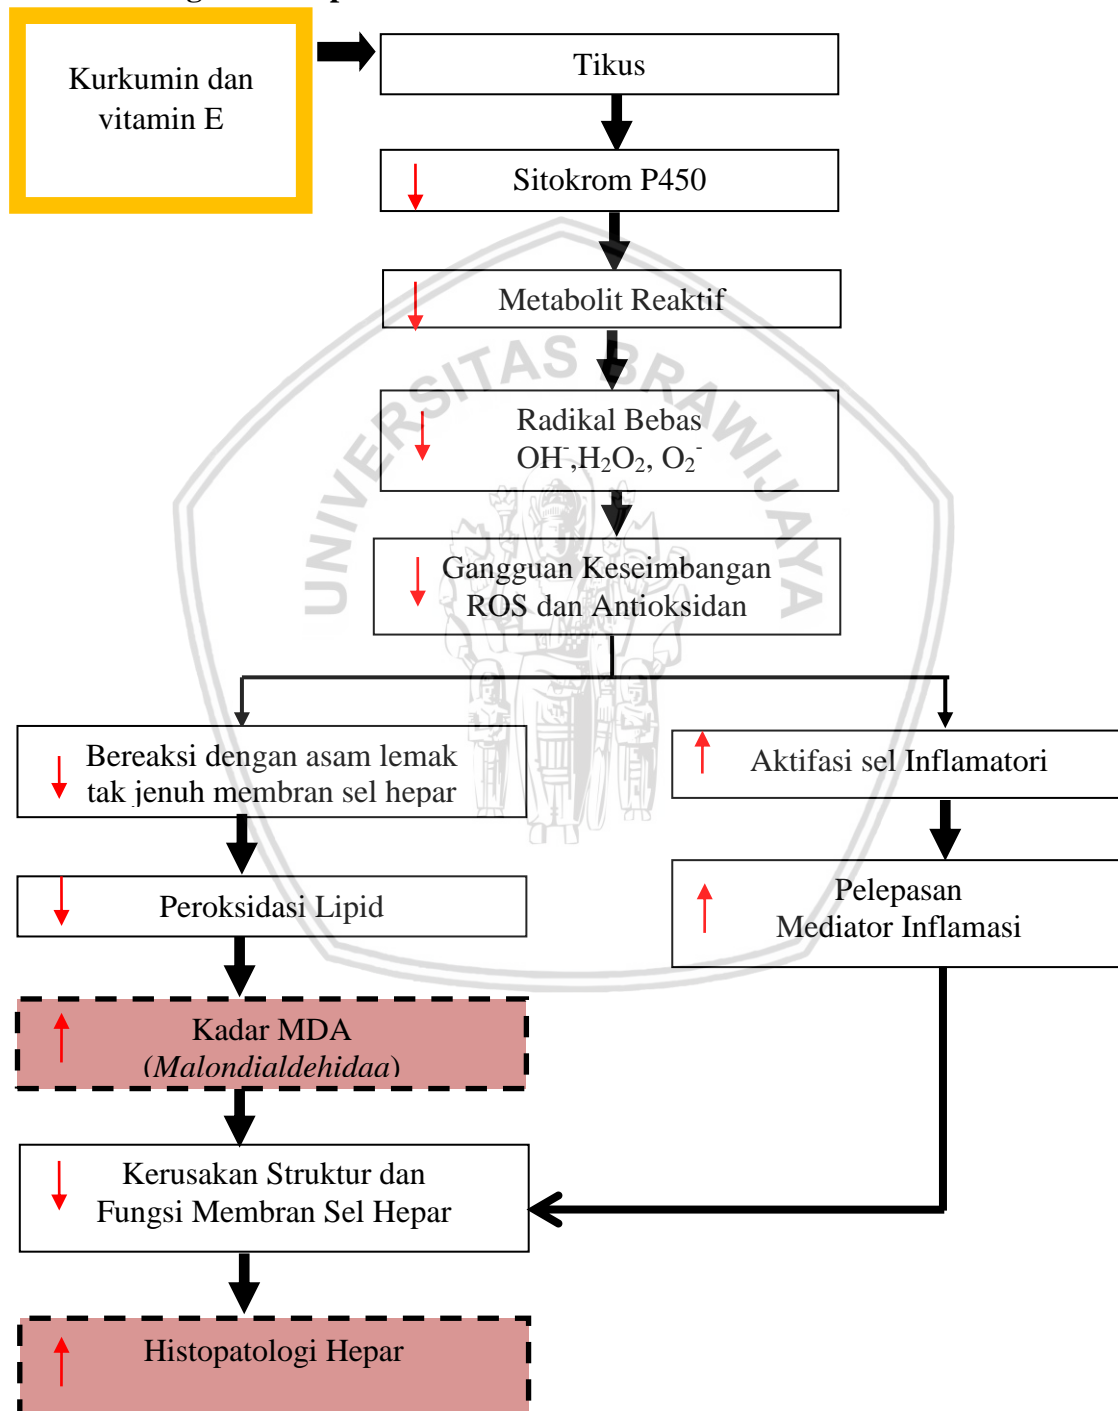 Kurkumin dan
vitamin E
Tikus
Sitokrom P450
Metabolit Reaktif
Radikal Bebas
OH⁻,H₂O₂, O₂⁻
Gangguan Keseimbangan
ROS dan Antioksidan
Bereaksi dengan asam lemak
tak jenuh membran sel hepar
Aktifasi sel Inflamatori
Peroksidasi Lipid
Pelepasan
Mediator Inflamasi
Kadar MDA
(Malondialdehidaa)
Kerusakan Struktur dan
Fungsi Membran Sel Hepar
Histopatologi Hepar
UNIVERSITAS BRAWIJAYA